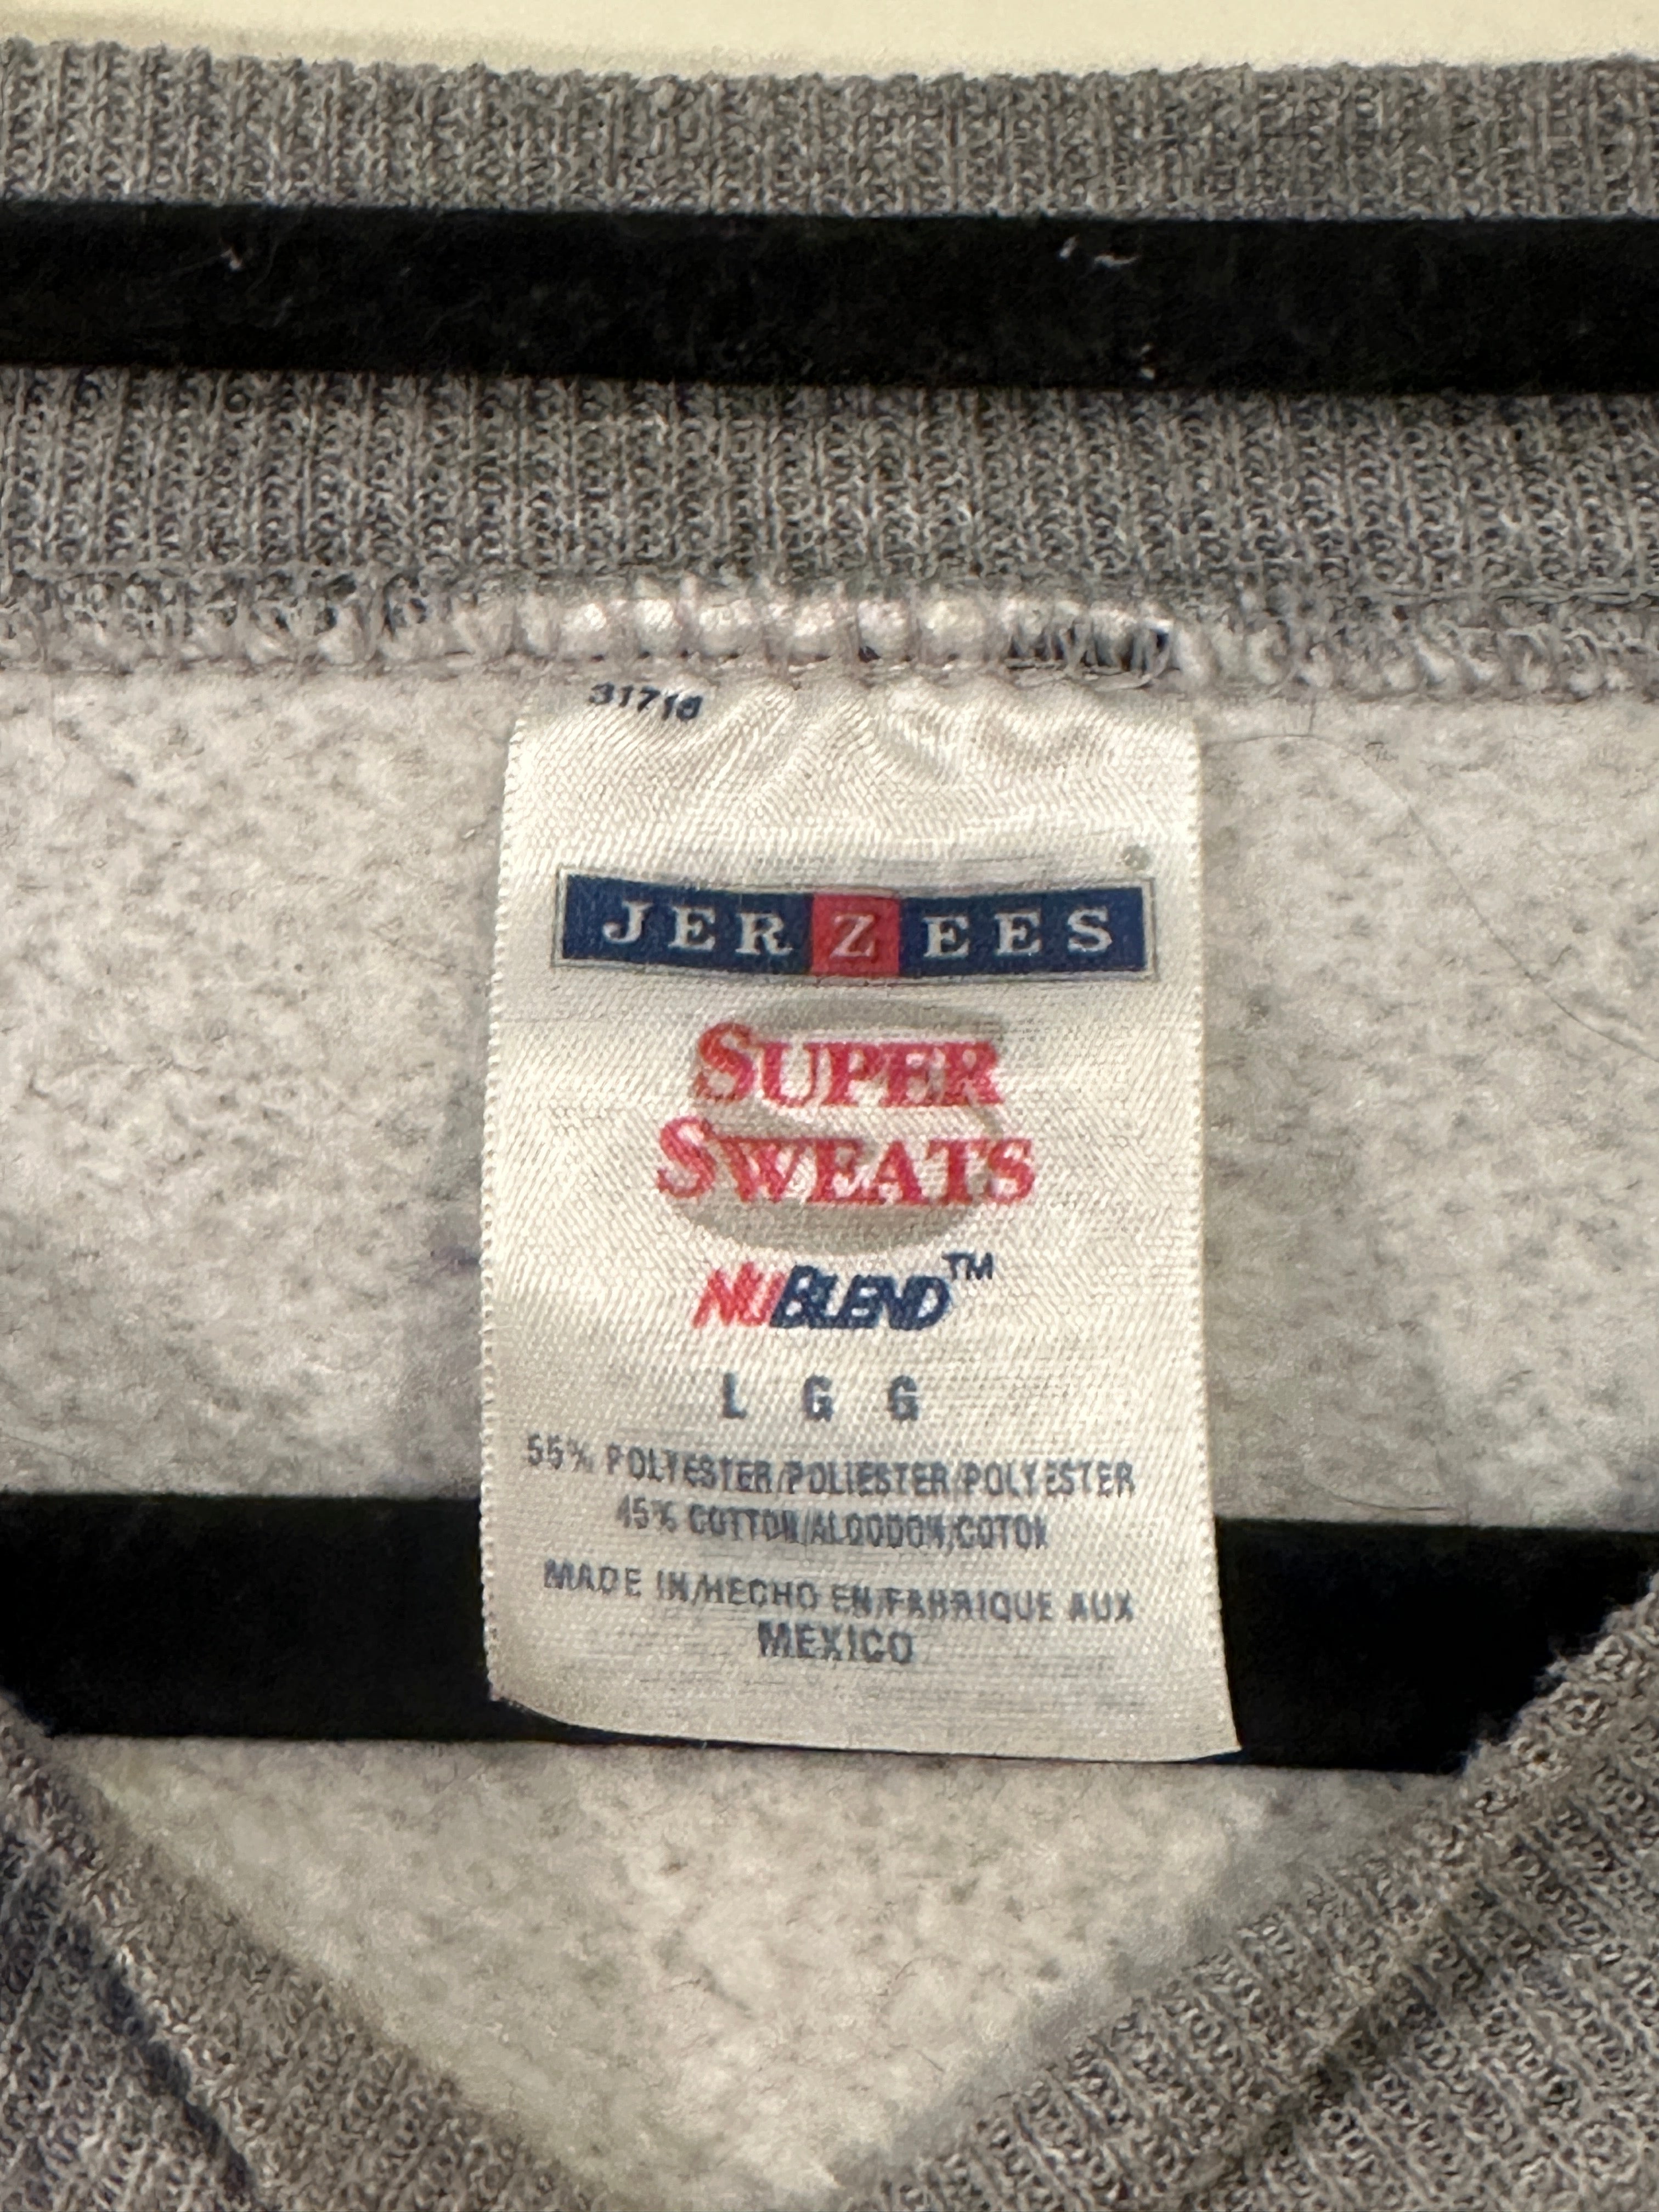 31716
JERZEES
SUPER
SWEATS
NUBLEND™
L G G
55% POLYESTER/POLIESTER/POLYESTER
45% COTTON/ALGODON/COTON
MADE IN/HECHO EN/FABRIQUE AUX
MEXICO